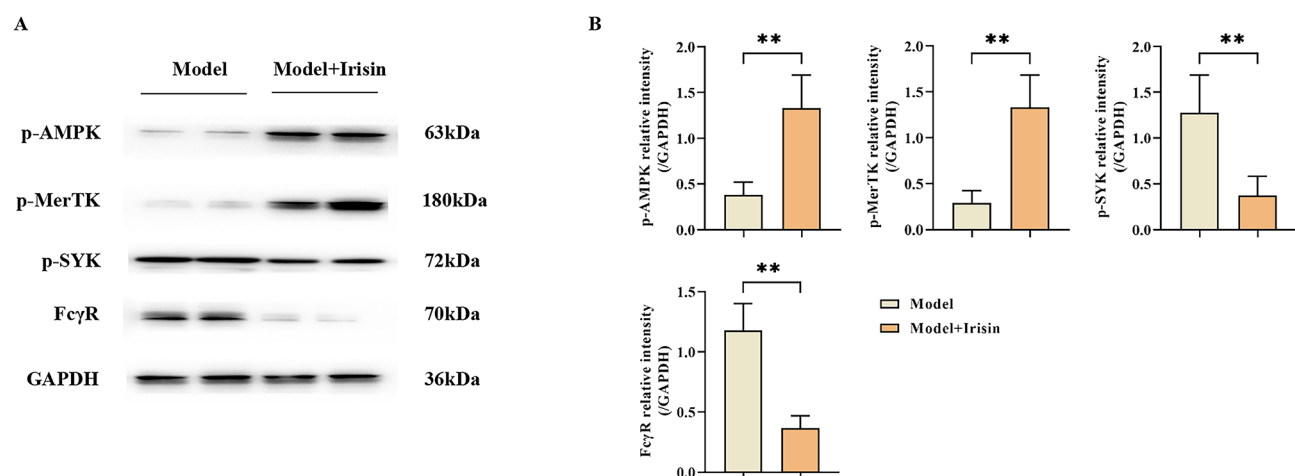 A
Model Model+Irisin
p-AMPK 63kDa
p-MerTK 180kDa
p-SYK 72kDa
FcγR 70kDa
GAPDH 36kDa
B
p-AMPK relative intensity
(/GAPDH)
2.0
1.5
1.0
0.5
0.0
**
p-MerTK relative intensity
(/GAPDH)
2.0
1.5
1.0
0.5
0.0
**
p-SYK relative intensity
(/GAPDH)
2.0
1.5
1.0
0.5
0.0
**
FcγR relative intensity
(/GAPDH)
1.5
1.0
0.5
0.0
**
Model
Model+Irisin